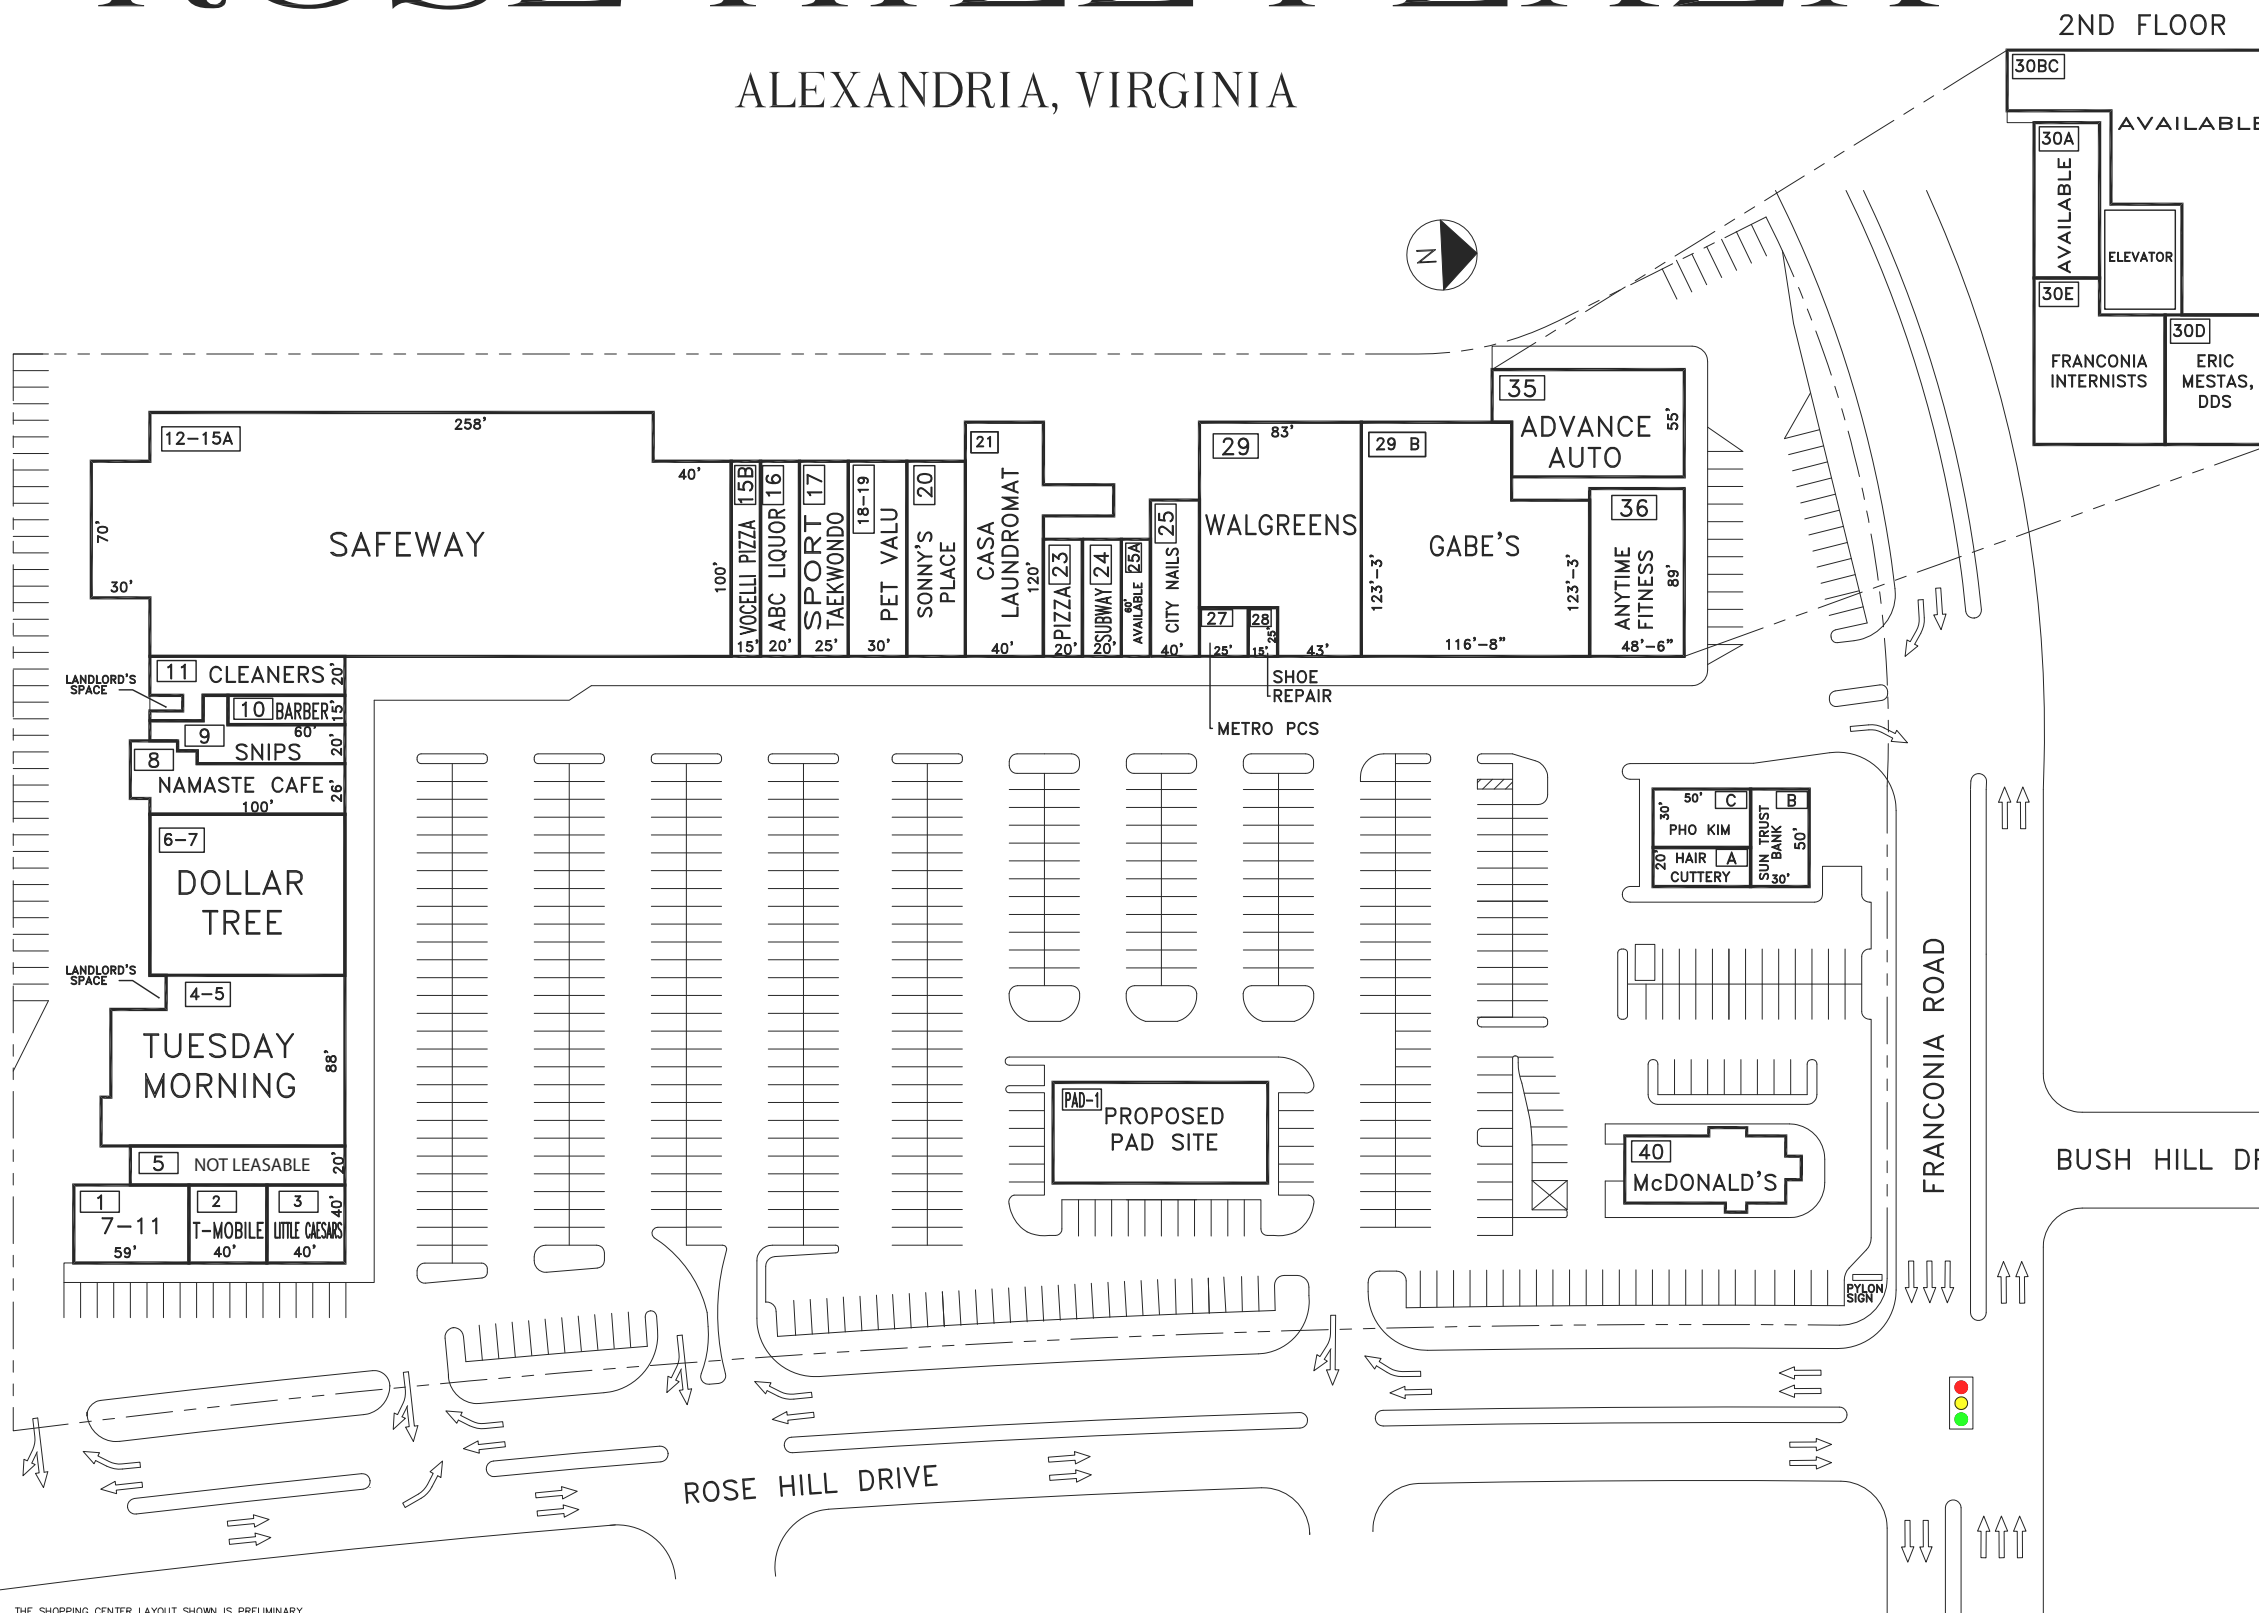 ALEXANDRIA, VIRGINIA
2ND FLOOR
30BC
AVAILABLE
30A
AVAILABLE
ELEVATOR
30E
FRANCONIA
INTERNISTS
30D
ERIC
MESTAS,
DDS
N
12-15A
258'
40'
70'
30'
SAFEWAY
100'
15B
VOCELLI PIZZA
15'
16
ABC LIQUOR
20'
17
SPORT
TAEKWONDO
25'
18-19
PET VALU
30'
20
SONNY'S
PLACE
21
CASA
LAUNDROMAT
120'
40'
23
PIZZA
20'
24
SUBWAY
20'
25A
60'
AVAILABLE
25
CITY NAILS
40'
29
83'
WALGREENS
27
25'
28
25'
15'
43'
SHOE
REPAIR
METRO PCS
29 B
GABE'S
123'-3"
123'-3"
116'-8"
35
ADVANCE
AUTO
55'
36
ANYTIME
FITNESS
89'
48'-6"
11
CLEANERS
20'
LANDLORD'S
SPACE
10
BARBER
15'
60'
9
SNIPS
20'
8
NAMASTE CAFE
26'
100'
6-7
DOLLAR
TREE
LANDLORD'S
SPACE
4-5
TUESDAY
MORNING
88'
5
NOT LEASABLE
20'
1
7-11
59'
2
T-MOBILE
40'
3
LITTLE CAESARS
40'
40'
50'
C
30'
PHO KIM
B
SUN TRUST
BANK
50'
30'
20'
HAIR
A
CUTTERY
PAD-1
PROPOSED
PAD SITE
40
McDONALD'S
PYLON
SIGN
FRANCONIA ROAD
BUSH HILL
ROSE HILL DRIVE
THE SHOPPING CENTER LAYOUT SHOWN IS PRELIMINARY